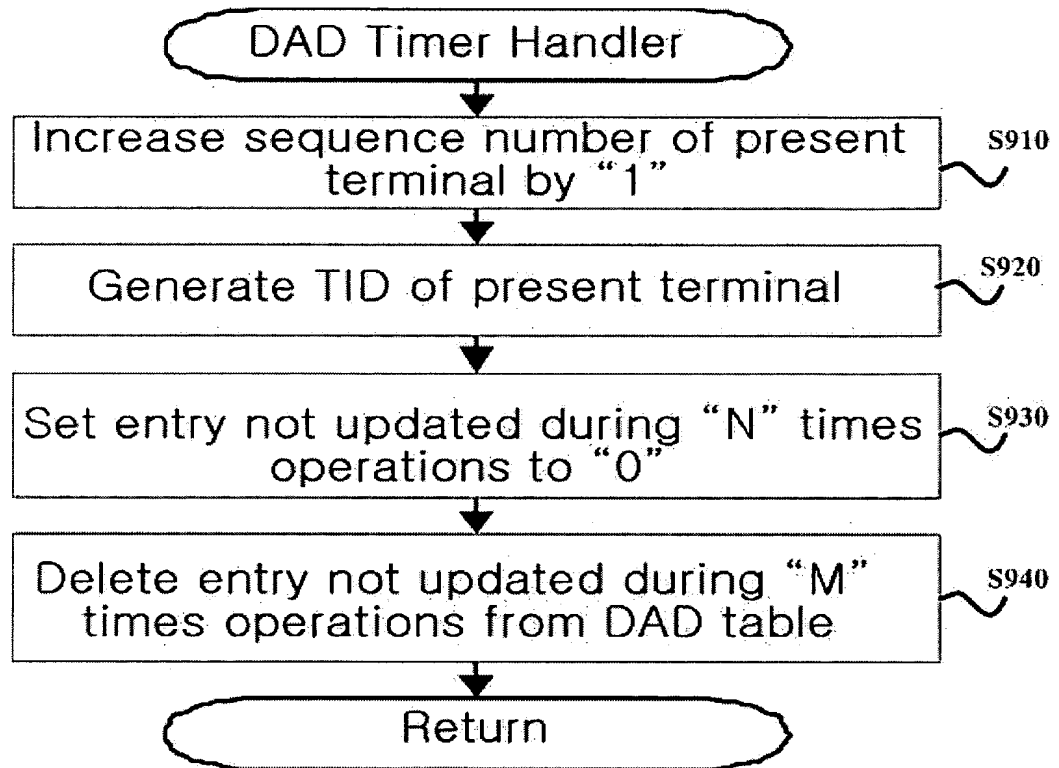 DAD Timer Handler
Increase sequence number of present
terminal by “1”
S910
Generate TID of present terminal
S920
Set entry not updated during “N” times
operations to “0”
S930
Delete entry not updated during “M”
times operations from DAD table
S940
Return